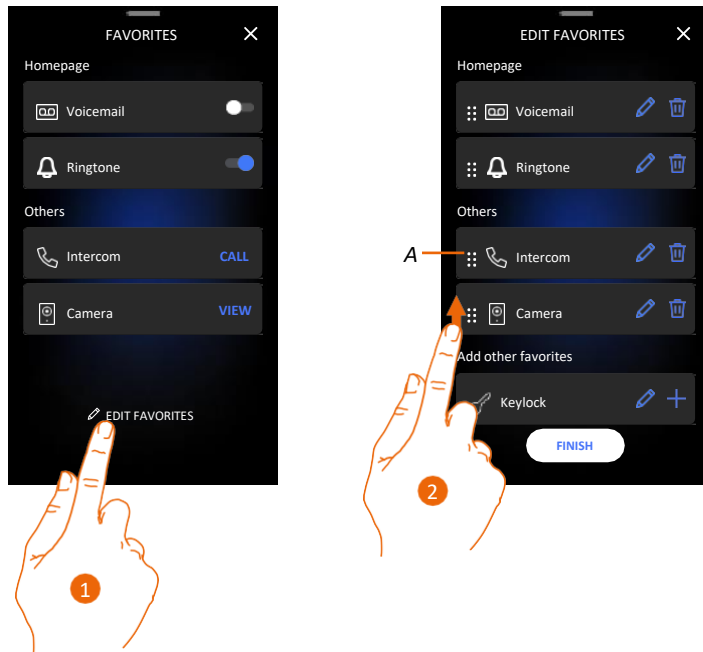 FAVORITES
Homepage
Voicemail
Ringtone
Others
Intercom CALL
Camera VIEW
EDIT FAVORITES
1
EDIT FAVORITES
Homepage
Voicemail
Ringtone
Others
A
Intercom
Camera
Add other favorites
Keylock
FINISH
2